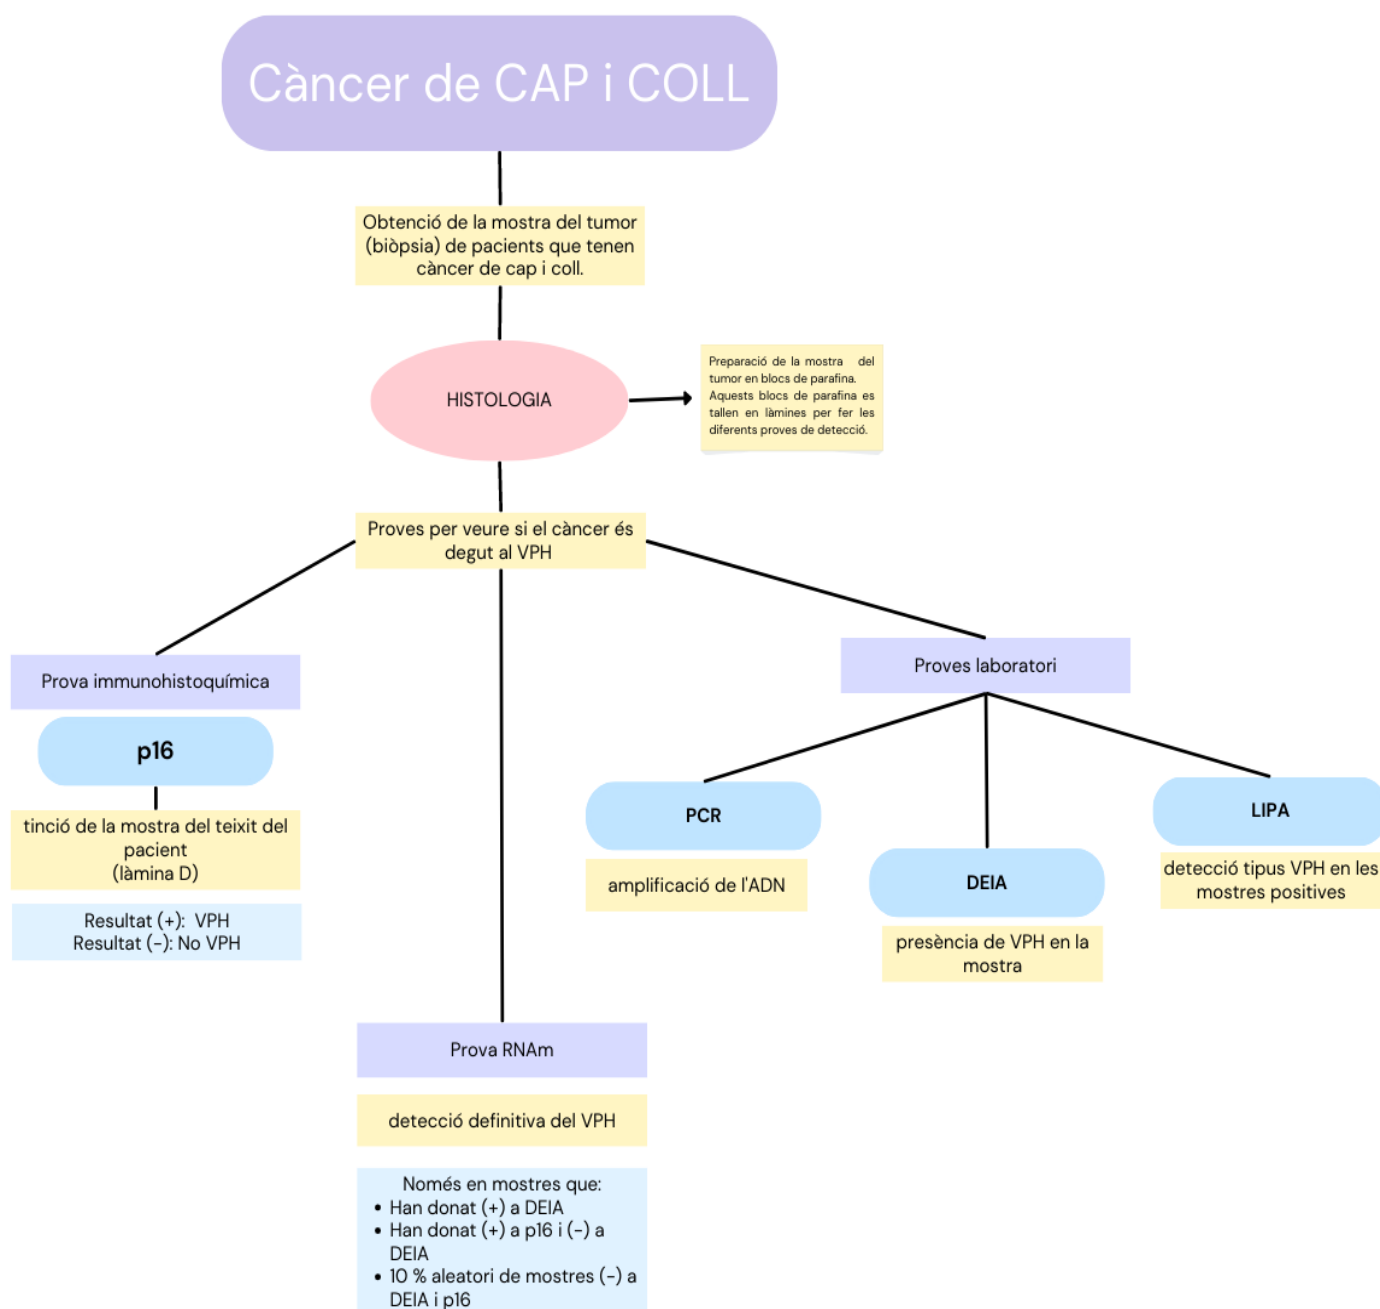 Càncer de CAP i COLL
Obtenció de la mostra del tumor
(biòpsia) de pacients que tenen
càncer de cap i coll.
HISTOLOGIA
Preparació de la mostra del
tumor en blocs de parafina.
Aquests blocs de parafina es
tallen en làmines per fer les
diferents proves de detecció.
Proves per veure si el càncer és
degut al VPH
Prova immunohistoquímica
p16
tinció de la mostra del teixit del
pacient
(làmina D)
Resultat (+): VPH
Resultat (-): No VPH
Proves laboratori
PCR
amplificació de l'ADN
DEIA
presència de VPH en la
mostra
LIPA
detecció tipus VPH en les
mostres positives
Prova RNAm
detecció definitiva del VPH
Només en mostres que:
• Han donat (+) a DEIA
• Han donat (+) a p16 i (-) a
DEIA
• 10 % aleatori de mostres (-) a
DEIA i p16